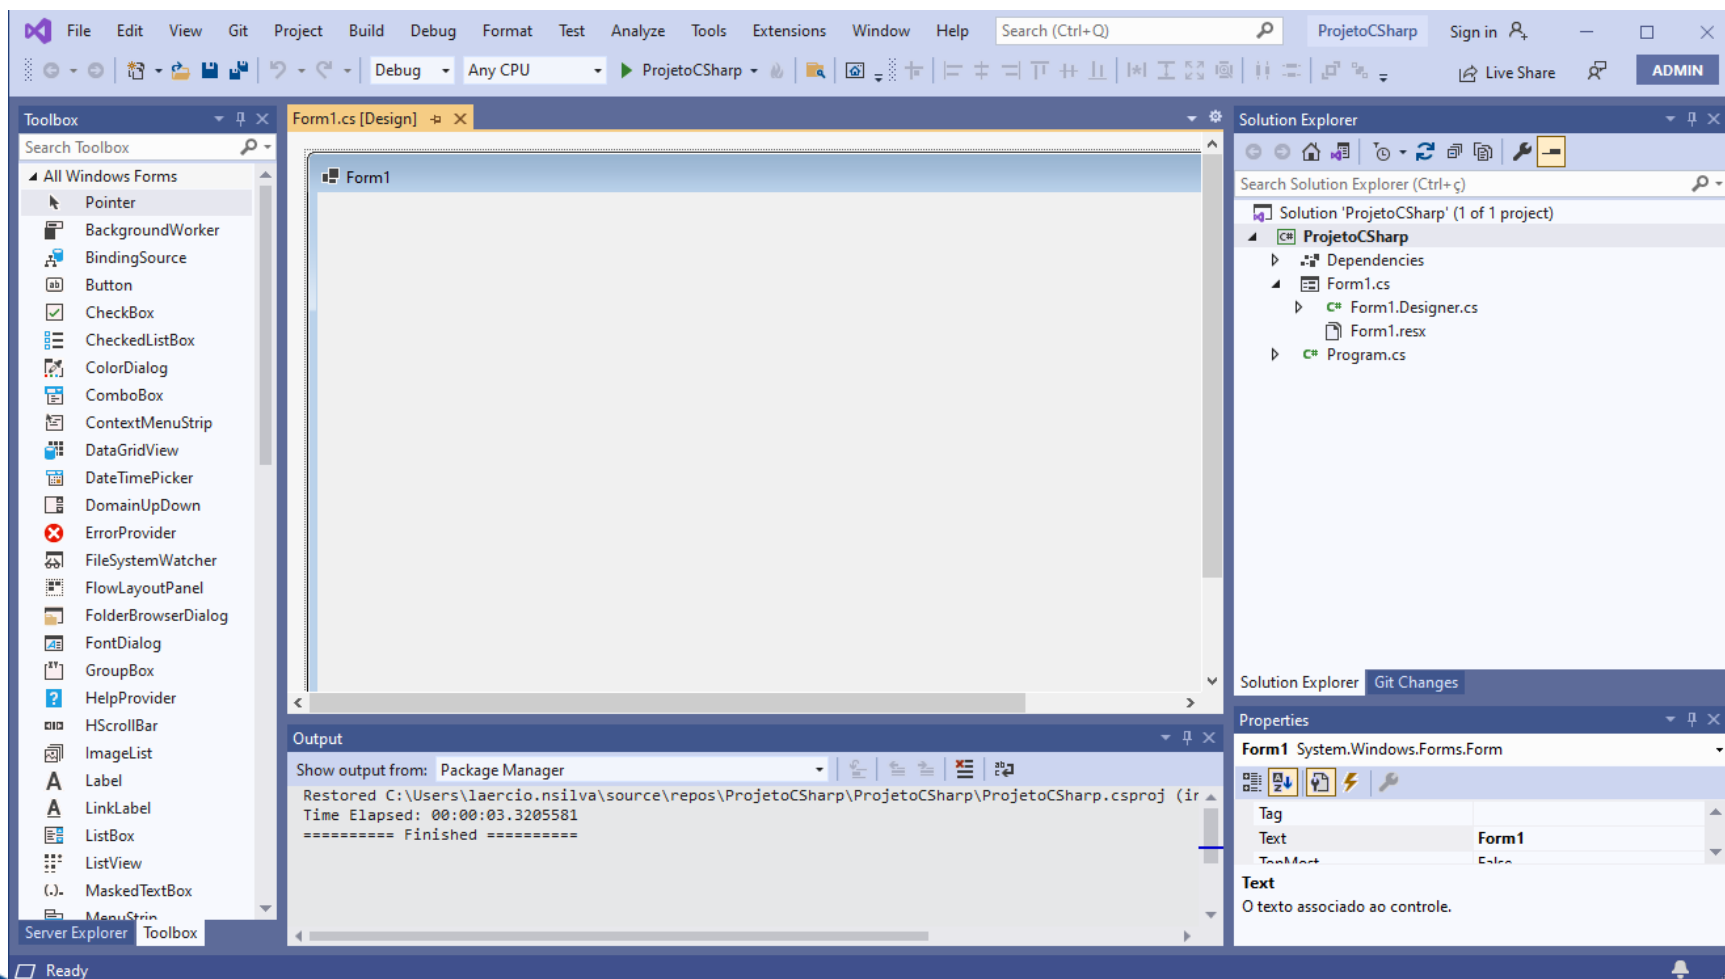 File Edit View Git Project Build Debug Format Test Analyze Tools Extensions Window Help Search (Ctrl+Q) ProjetoCSharp Sign in
Debug Any CPU ProjetoCSharp Live Share ADMIN
Toolbox
Search Toolbox
All Windows Forms
Pointer
BackgroundWorker
BindingSource
Button
CheckBox
CheckedListBox
ColorDialog
ComboBox
ContextMenuStrip
DataGridView
DateTimePicker
DomainUpDown
ErrorProvider
FileSystemWatcher
FlowLayoutPanel
FolderBrowserDialog
FontDialog
GroupBox
HelpProvider
HScrollBar
ImageList
Label
LinkLabel
ListBox
ListView
MaskedTextBox
MenuStrip
Server Explorer Toolbox
Form1.cs [Design]
Form1
Output
Show output from: Package Manager
Restored C:\Users\laercio.nsilva\source\repos\ProjetoCSharp\ProjetoCSharp\ProjetoCSharp.csproj (ir
Time Elapsed: 00:00:03.3205581
========== Finished ==========
Solution Explorer
Search Solution Explorer (Ctrl+ç)
Solution 'ProjetoCSharp' (1 of 1 project)
C# ProjetoCSharp
Dependencies
Form1.cs
C# Form1.Designer.cs
Form1.resx
C# Program.cs
Solution Explorer Git Changes
Properties
Form1 System.Windows.Forms.Form
Tag
Text Form1
TopMost False
Text
O texto associado ao controle.
Ready